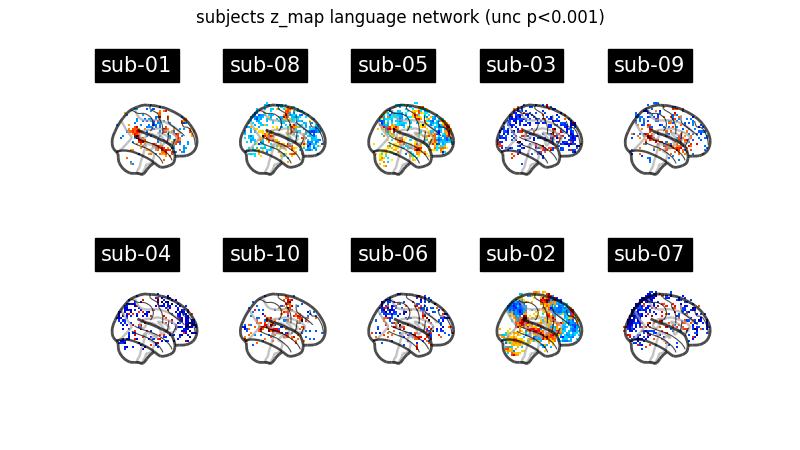 subjects z_map language network (unc p<0.001)
sub-01
sub-08
sub-05
sub-03
sub-09
sub-04
sub-10
sub-06
sub-02
sub-07